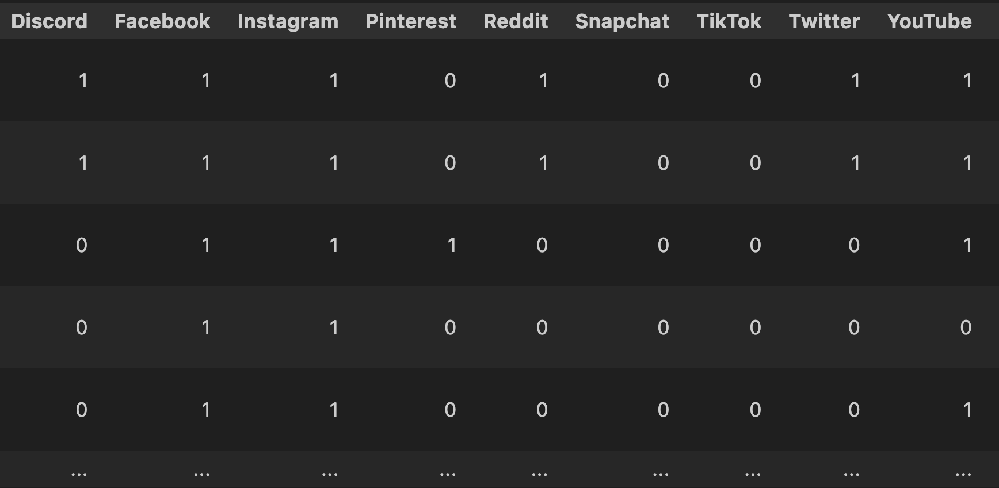 Discord Facebook Instagram Pinterest Reddit Snapchat TikTok Twitter YouTube
1 1 1 0 1 0 0 1 1
1 1 1 0 1 0 0 1 1
0 1 1 1 0 0 0 0 1
0 1 1 0 0 0 0 0 0
0 1 1 0 0 0 0 0 1
... ... ... ... ... ... ... ... ...